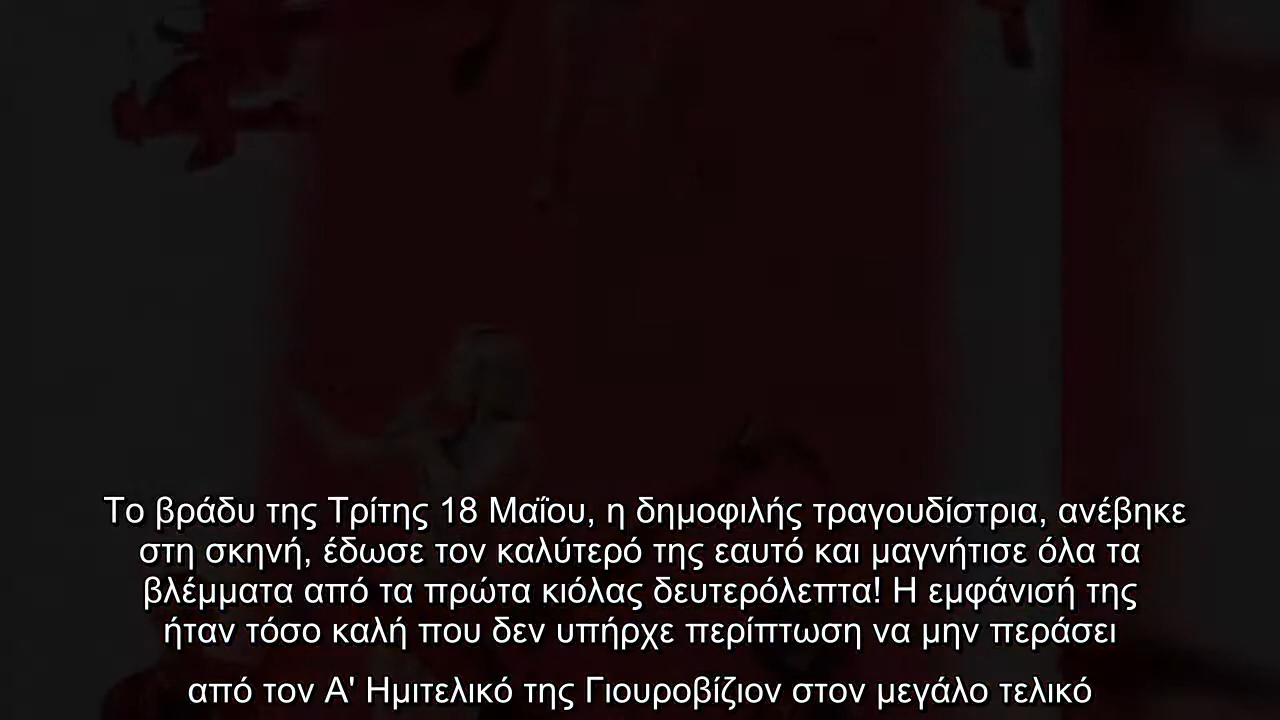 Το βράδυ της Τρίτης 18 Μαΐου, η δημοφιλής τραγουδίστρια, ανέβηκε
στη σκηνή, έδωσε τον καλύτερό της εαυτό και μαγνήτισε όλα τα
βλέμματα από τα πρώτα κιόλας δευτερόλεπτα! Η εμφάνισή της
ήταν τόσο καλή που δεν υπήρχε περίπτωση να μην περάσει
από τον Α' Ημιτελικό της Γιουροβίζιον στον μεγάλο τελικό